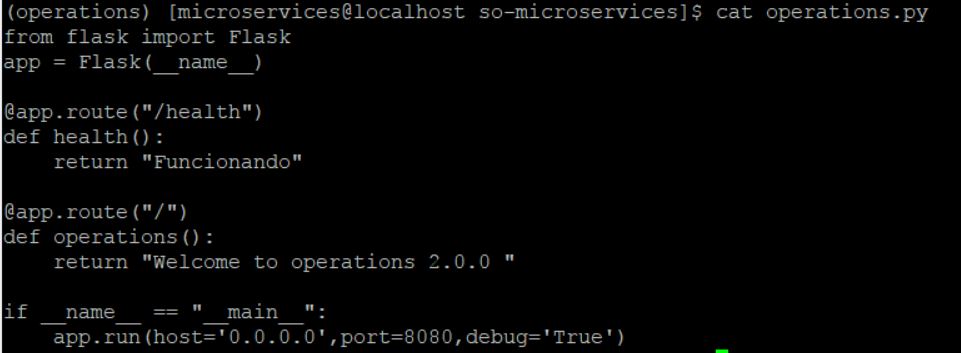 (operations) [microservices@localhost so-microservices]$ cat operations.py
from flask import Flask
app = Flask(__name__)

@app.route("/health")
def health():
    return "Funcionando"

@app.route("/")
def operations():
    return "Welcome to operations 2.0.0 "

if __name__ == "__main__":
    app.run(host='0.0.0.0',port=8080,debug='True')